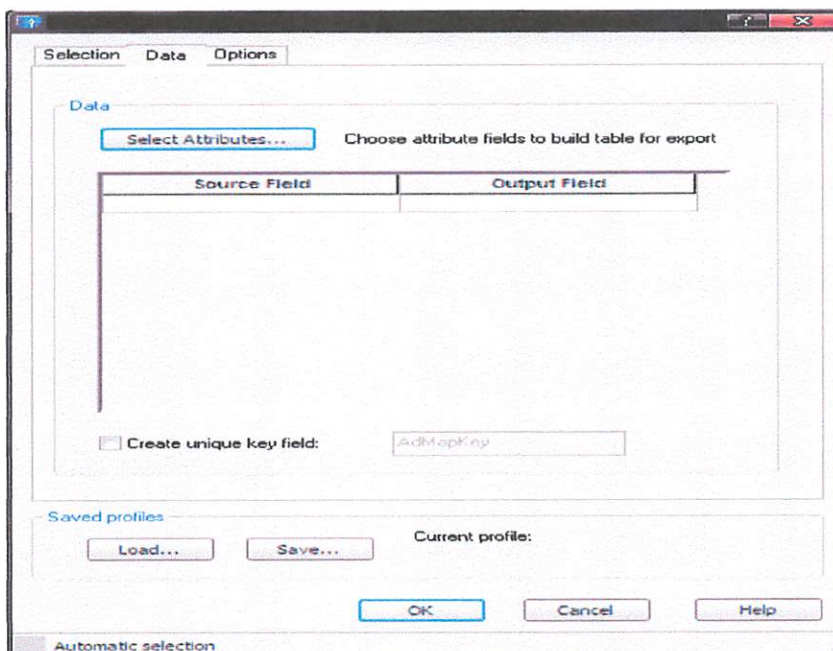 Selection Data Options
Data
Select Attributes... Choose attribute fields to build table for export
Source Field Output Field
Create unique key field: AdMapKey
Saved profiles
Load... Save... Current profile:
OK Cancel Help
Automatic selection